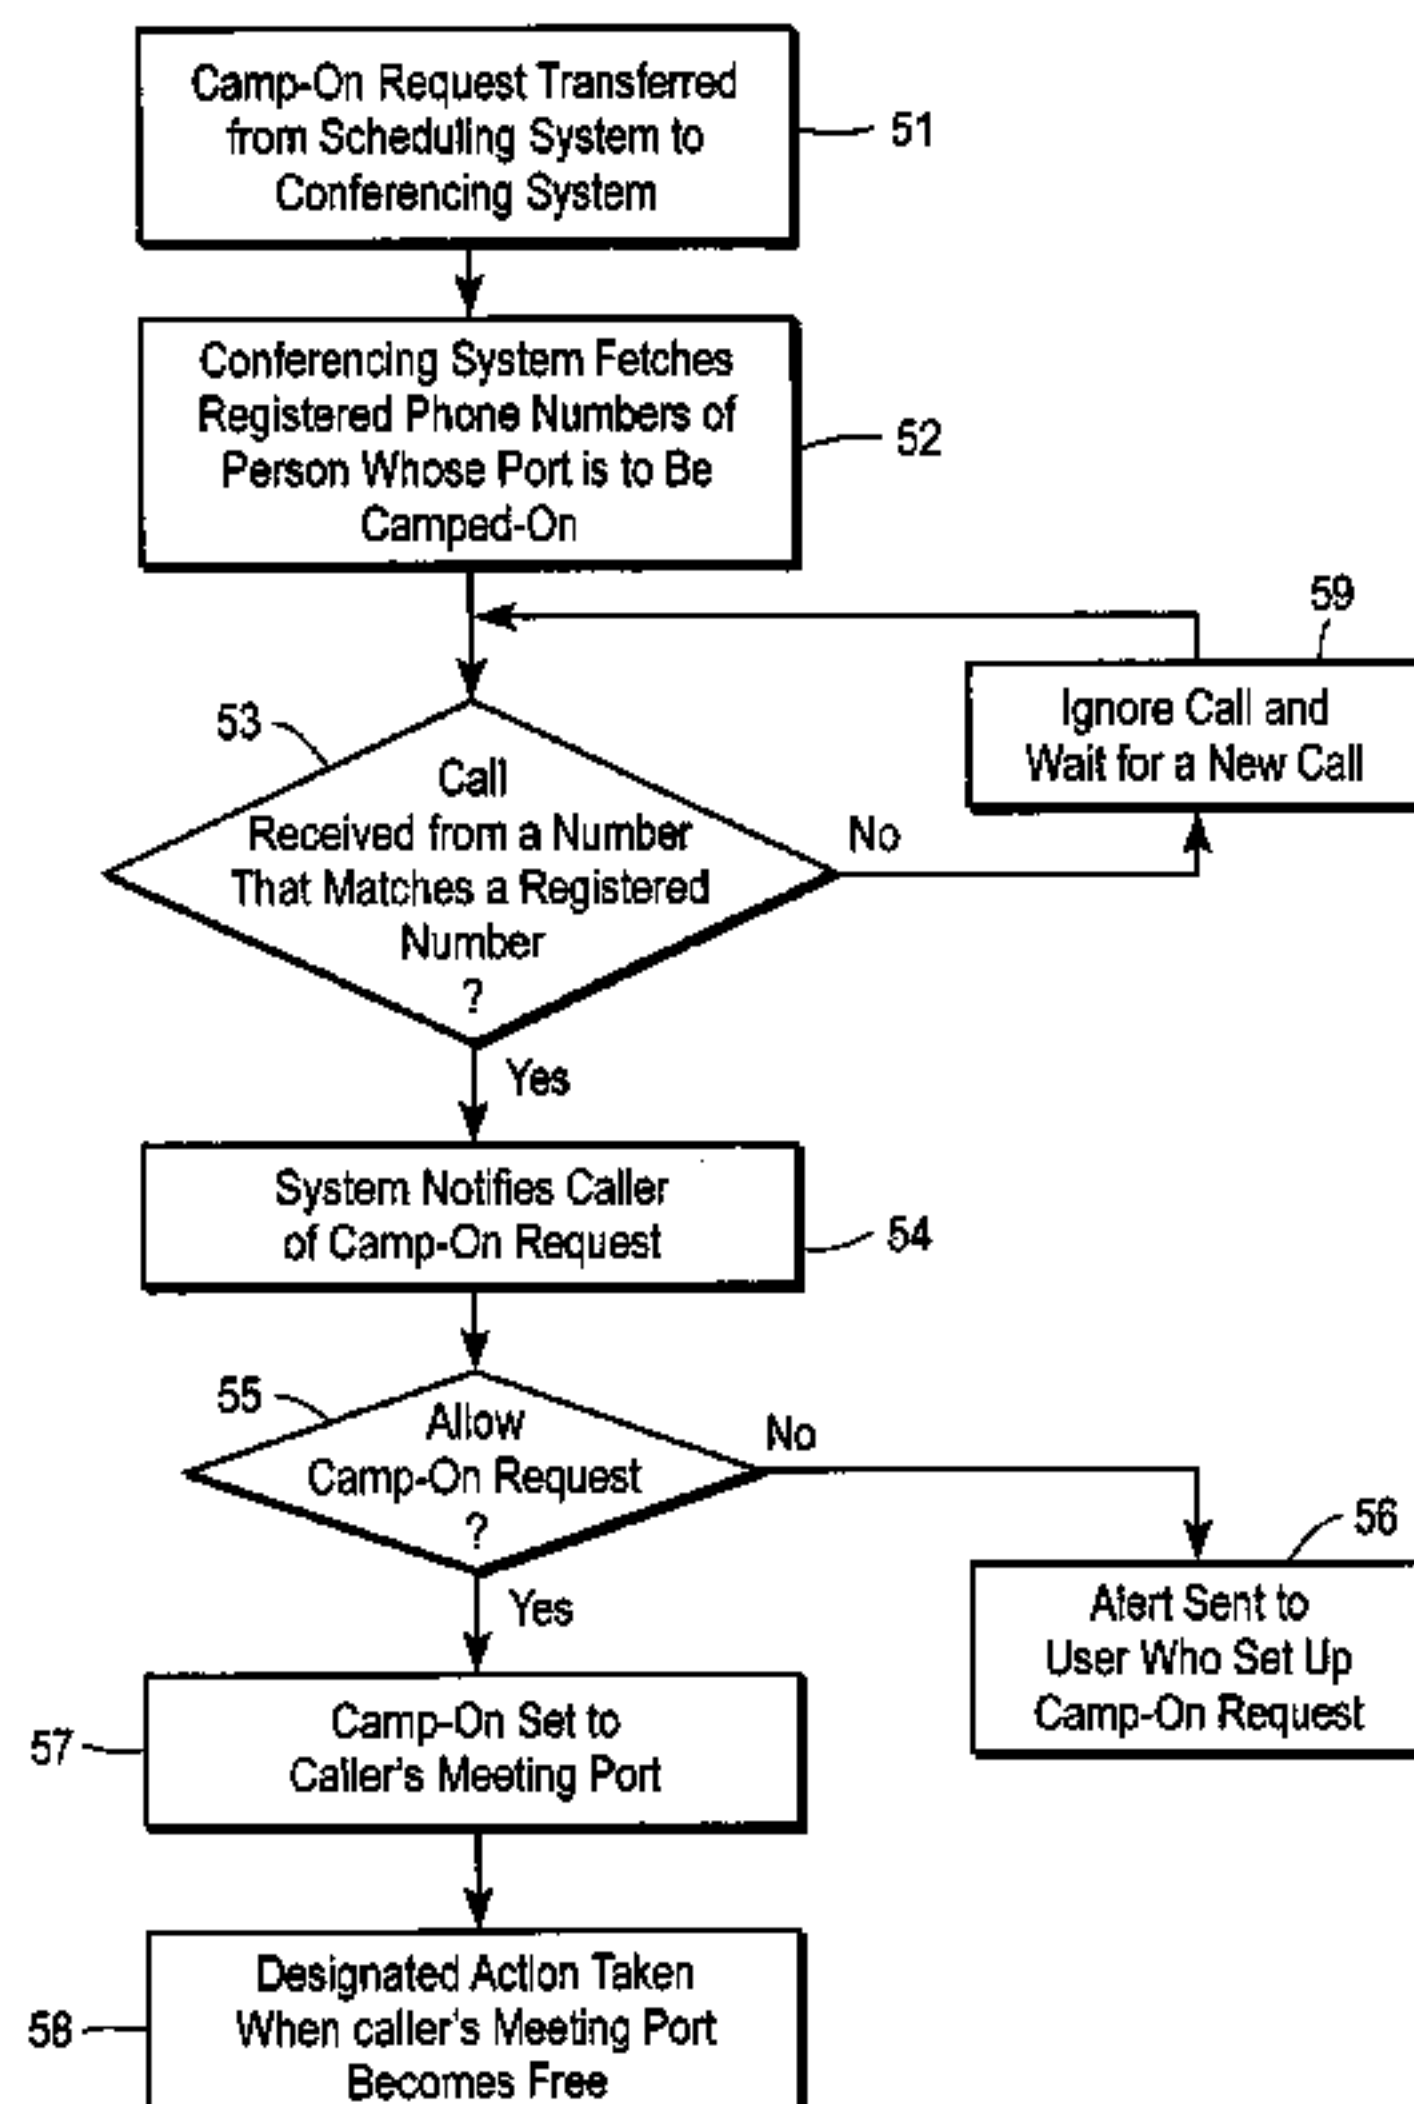 Camp-On Request Transferred
from Scheduling System to
Conferencing System
51
Conferencing System Fetches
Registered Phone Numbers of
Person Whose Port is to Be
Camped-On
52
59
Ignore Call and
Wait for a New Call
53
Call
Received from a Number
That Matches a Registered
Number
?
No
Yes
System Notifies Caller
of Camp-On Request
54
55
Allow
Camp-On Request
?
No
Yes
56
Alert Sent to
User Who Set Up
Camp-On Request
57
Camp-On Set to
Caller's Meeting Port
58
Designated Action Taken
When caller's Meeting Port
Becomes Free